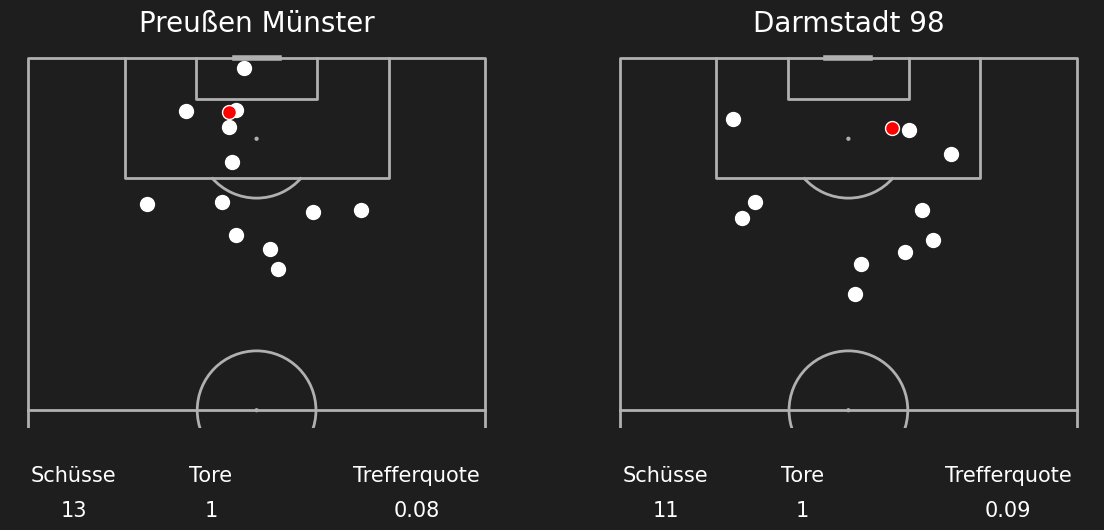 Preußen Münster
Darmstadt 98
Schüsse Tore Trefferquote
13 1 0.08
Schüsse Tore Trefferquote
11 1 0.09